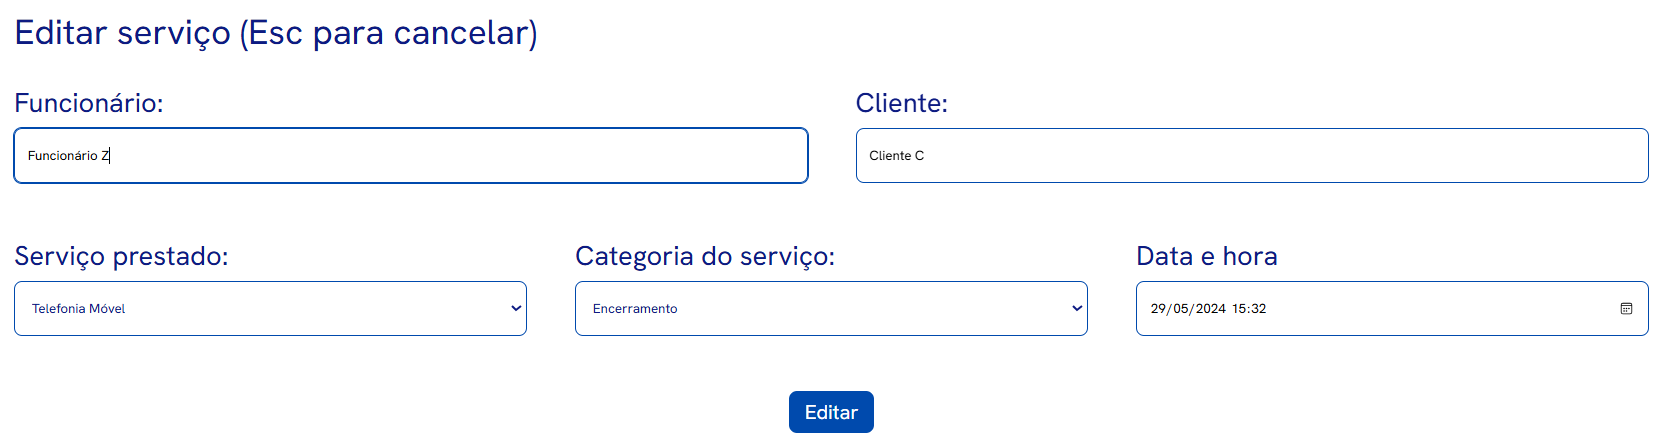 Editar serviço (Esc para cancelar)
Funcionário:
Cliente:
Funcionário Z
Cliente C
Serviço prestado:
Categoria do serviço:
Data e hora
Telefonia Móvel
Encerramento
29/05/2024 15:32
Editar